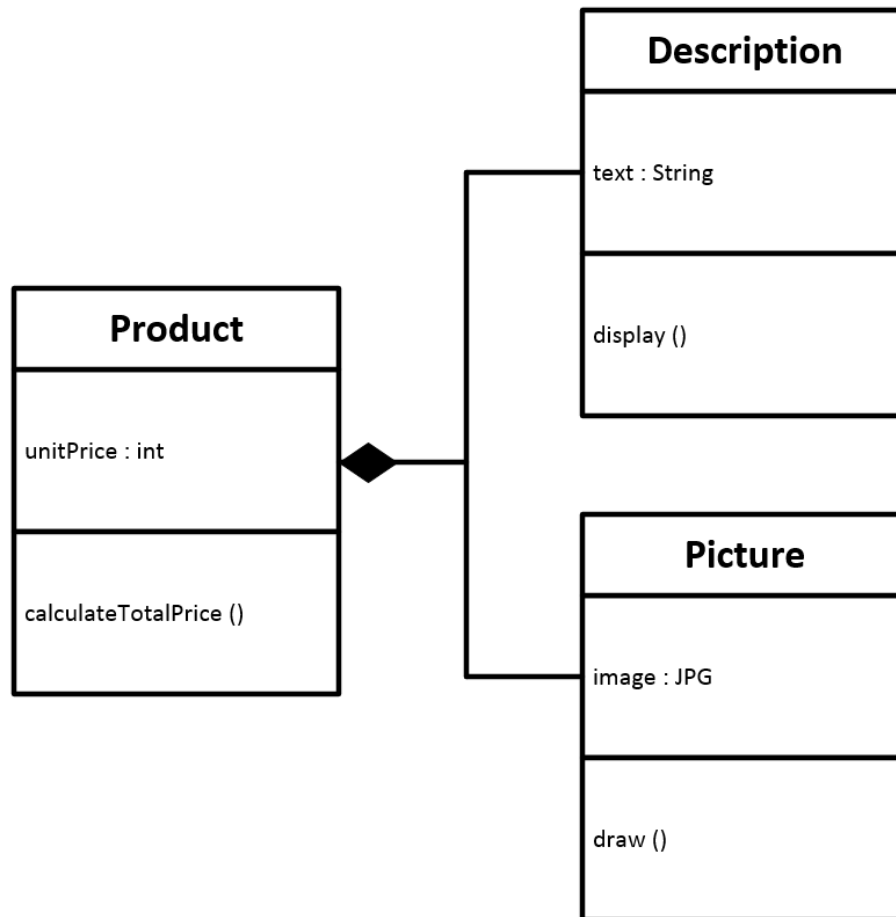 Description
text : String
display ()
Product
unitPrice : int
calculateTotalPrice ()
Picture
image : JPG
draw ()